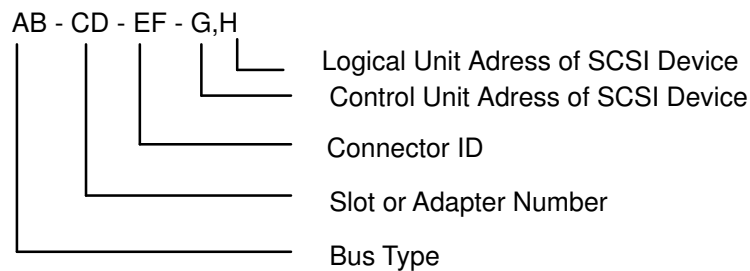 AB - CD - EF - G,H
Logical Unit Adress of SCSI Device
Control Unit Adress of SCSI Device
Connector ID
Slot or Adapter Number
Bus Type